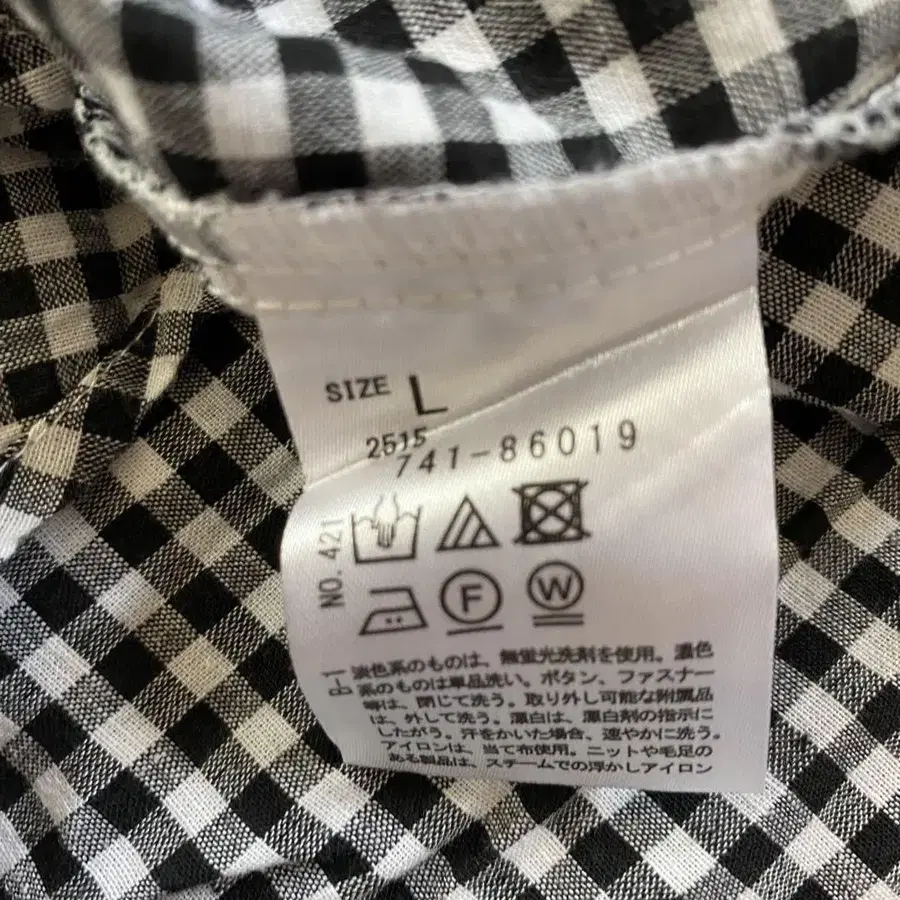 SIZE L
2515
741-86019
NO. 421
F W
淡色系のものは、無蛍光洗剤を使用。濃色
系のものは単品洗い。ボタン、ファスナー
等は、閉じて洗う。取り外し可能な附属品
は、外して洗う。漂白は、漂白剤の指示に
したがう。汗をかいた場合、速やかに洗う。
アイロンは、当て布使用。ニットや毛足の
ある製品は、スチームでの浮かしアイロン